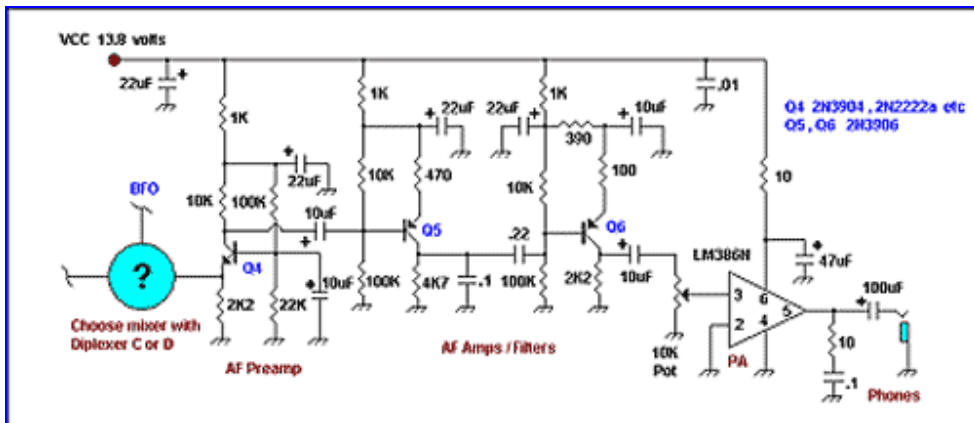 VCC 13.8 volts
22uF
+
1K
1K
22uF
+
22uF
+
1K
10uF
+
390
.01
Q4 2N3904, 2N2222a etc
Q5, Q6 2N3906
10K
100K
+
22uF
10K
470
10K
100
10
BFO
10uF
+
Q5
.22
Q6
+
LM386N
+
47uF
?
Q4
+
10uF
100K
4K7
.1
100K
2K2
10uF
3
6
5
2
4
100uF
+
2K2
22K
10
Choose mixer with
Diplexer C or D
AF Preamp
AF Amps / Filters
10K
Pot
PA
.1
Phones